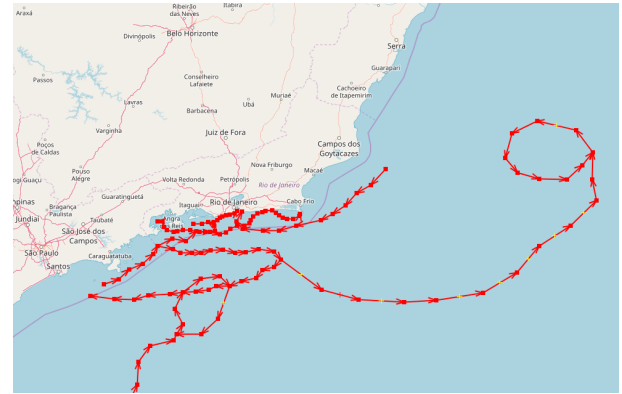 Araxá
Ribeirão
das Neves
Itabira
Divinópolis
Belo Horizonte
Serra
Guarapari
Passos
Conselheiro
Lafaiete
Cachoeiro
de Itapemirim
Lavras
Ubá
Muriaé
Barbacena
Varginha
Juiz de Fora
Poços
de Caldas
Campos dos
Goytacazes
Nova Friburgo
Macaé
Pouso
Alegre
Volta Redonda
Petrópolis
Rio de Janeiro
Guaratinguetá
Itaguaí
Rio de Janeiro
Cabo Frio
Bragança
Paulista
Jundiaí
Taubaté
Angra
dos Reis
São José dos
Campos
São Paulo
Caraguatatuba
Santos